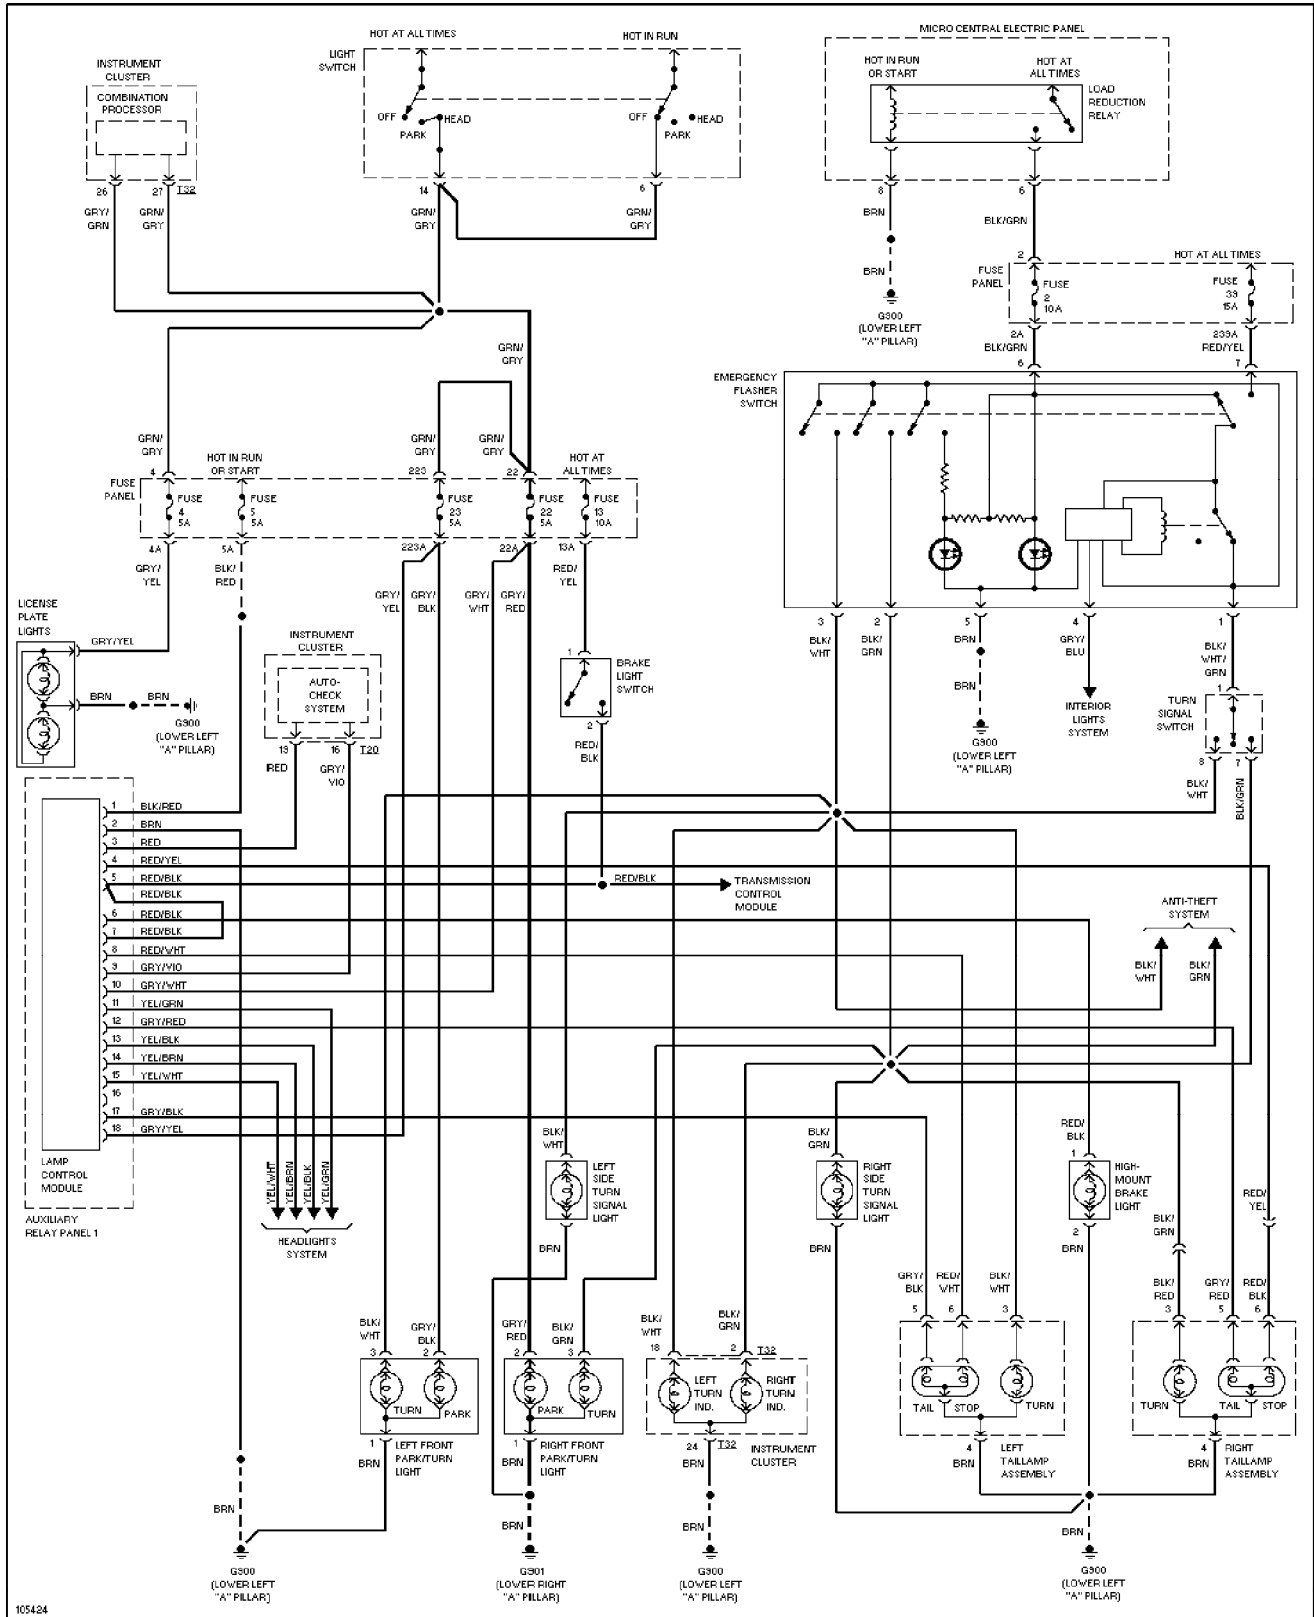 HOT AT ALL TIMES
HOT IN RUN
LIGHT
SWITCH
OFF
PARK
HEAD
OFF
PARK
HEAD
14
6
GRN/
GRY
GRN/
GRY
INSTRUMENT
CLUSTER
COMBINATION
PROCESSOR
26
27
T32
GRY/
GRN
GRN/
GRY
MICRO CENTRAL ELECTRIC PANEL
HOT IN RUN
OR START
HOT AT
ALL TIMES
LOAD
REDUCTION
RELAY
8
6
BRN
BLK/GRN
BRN
G900
(LOWER LEFT
"A" PILLAR)
2
HOT AT ALL TIMES
FUSE
PANEL
FUSE
2
10A
FUSE
39
15A
2A
239A
BLK/GRN
RED/YEL
6
7
EMERGENCY
FLASHER
SWITCH
3
2
5
4
1
BLK/
WHT
BLK/
GRN
BRN
GRY/
BLU
BLK/
WHT/
GRN
BRN
G900
(LOWER LEFT
"A" PILLAR)
INTERIOR
LIGHTS
SYSTEM
1
TURN
SIGNAL
SWITCH
8
7
BLK/
WHT
BLK/GRN
GRN/
GRY
GRN/
GRY
GRN/
GRY
GRN/
GRY
4
HOT IN RUN
OR START
223
22
HOT AT
ALL TIMES
FUSE
PANEL
FUSE
4
5A
FUSE
5
5A
FUSE
23
5A
FUSE
22
5A
FUSE
13
10A
4A
5A
223A
22A
13A
GRY/
YEL
BLK/
RED
GRY/
YEL
GRY/
BLK
GRY/
WHT
GRY/
RED
RED/
YEL
LICENSE
PLATE
LIGHTS
GRY/YEL
BRN
BRN
G900
(LOWER LEFT
"A" PILLAR)
INSTRUMENT
CLUSTER
AUTO-
CHECK
SYSTEM
19
16
T20
RED
GRY/
VIO
1
BRAKE
LIGHT
SWITCH
2
RED/
BLK
1 BLK/RED
2 BRN
3 RED
4 RED/YEL
5 RED/BLK
RED/BLK
6 RED/BLK
7 RED/BLK
8 RED/WHT
9 GRY/VIO
10 GRY/WHT
11 YEL/GRN
12 GRY/RED
13 YEL/BLK
14 YEL/BRN
15 YEL/WHT
16
17 GRY/BLK
18 GRY/YEL
LAMP
CONTROL
MODULE
AUXILIARY
RELAY PANEL 1
YEL/WHT
YEL/BRN
YEL/BLK
YEL/GRN
HEADLIGHTS
SYSTEM
RED/BLK
TRANSMISSION
CONTROL
MODULE
ANTI-THEFT
SYSTEM
BLK/
WHT
BLK/
GRN
BLK/
WHT
LEFT
SIDE
TURN
SIGNAL
LIGHT
BRN
BLK/
GRN
RIGHT
SIDE
TURN
SIGNAL
LIGHT
BRN
RED/
BLK
1
HIGH-
MOUNT
BRAKE
LIGHT
2
BRN
BLK/
GRN
RED/
YEL
BLK/
WHT
GRY/
BLK
3
2
TURN
PARK
1
BRN
LEFT FRONT
PARK/TURN
LIGHT
GRY/
RED
BLK/
GRN
2
3
PARK
TURN
1
BRN
RIGHT FRONT
PARK/TURN
LIGHT
BLK/
WHT
BLK/
GRN
18
2
T32
LEFT
TURN
IND.
RIGHT
TURN
IND.
24
T32
BRN
INSTRUMENT
CLUSTER
GRY/
BLK
RED/
WHT
BLK/
WHT
5
6
3
TAIL
STOP
TURN
4
BRN
LEFT
TAILLAMP
ASSEMBLY
BLK/
RED
GRY/
RED
RED/
BLK
3
5
6
TURN
TAIL
STOP
4
BRN
RIGHT
TAILLAMP
ASSEMBLY
BRN
G900
(LOWER LEFT
"A" PILLAR)
BRN
G901
(LOWER RIGHT
"A" PILLAR)
BRN
G900
(LOWER LEFT
"A" PILLAR)
BRN
G900
(LOWER LEFT
"A" PILLAR)
105424